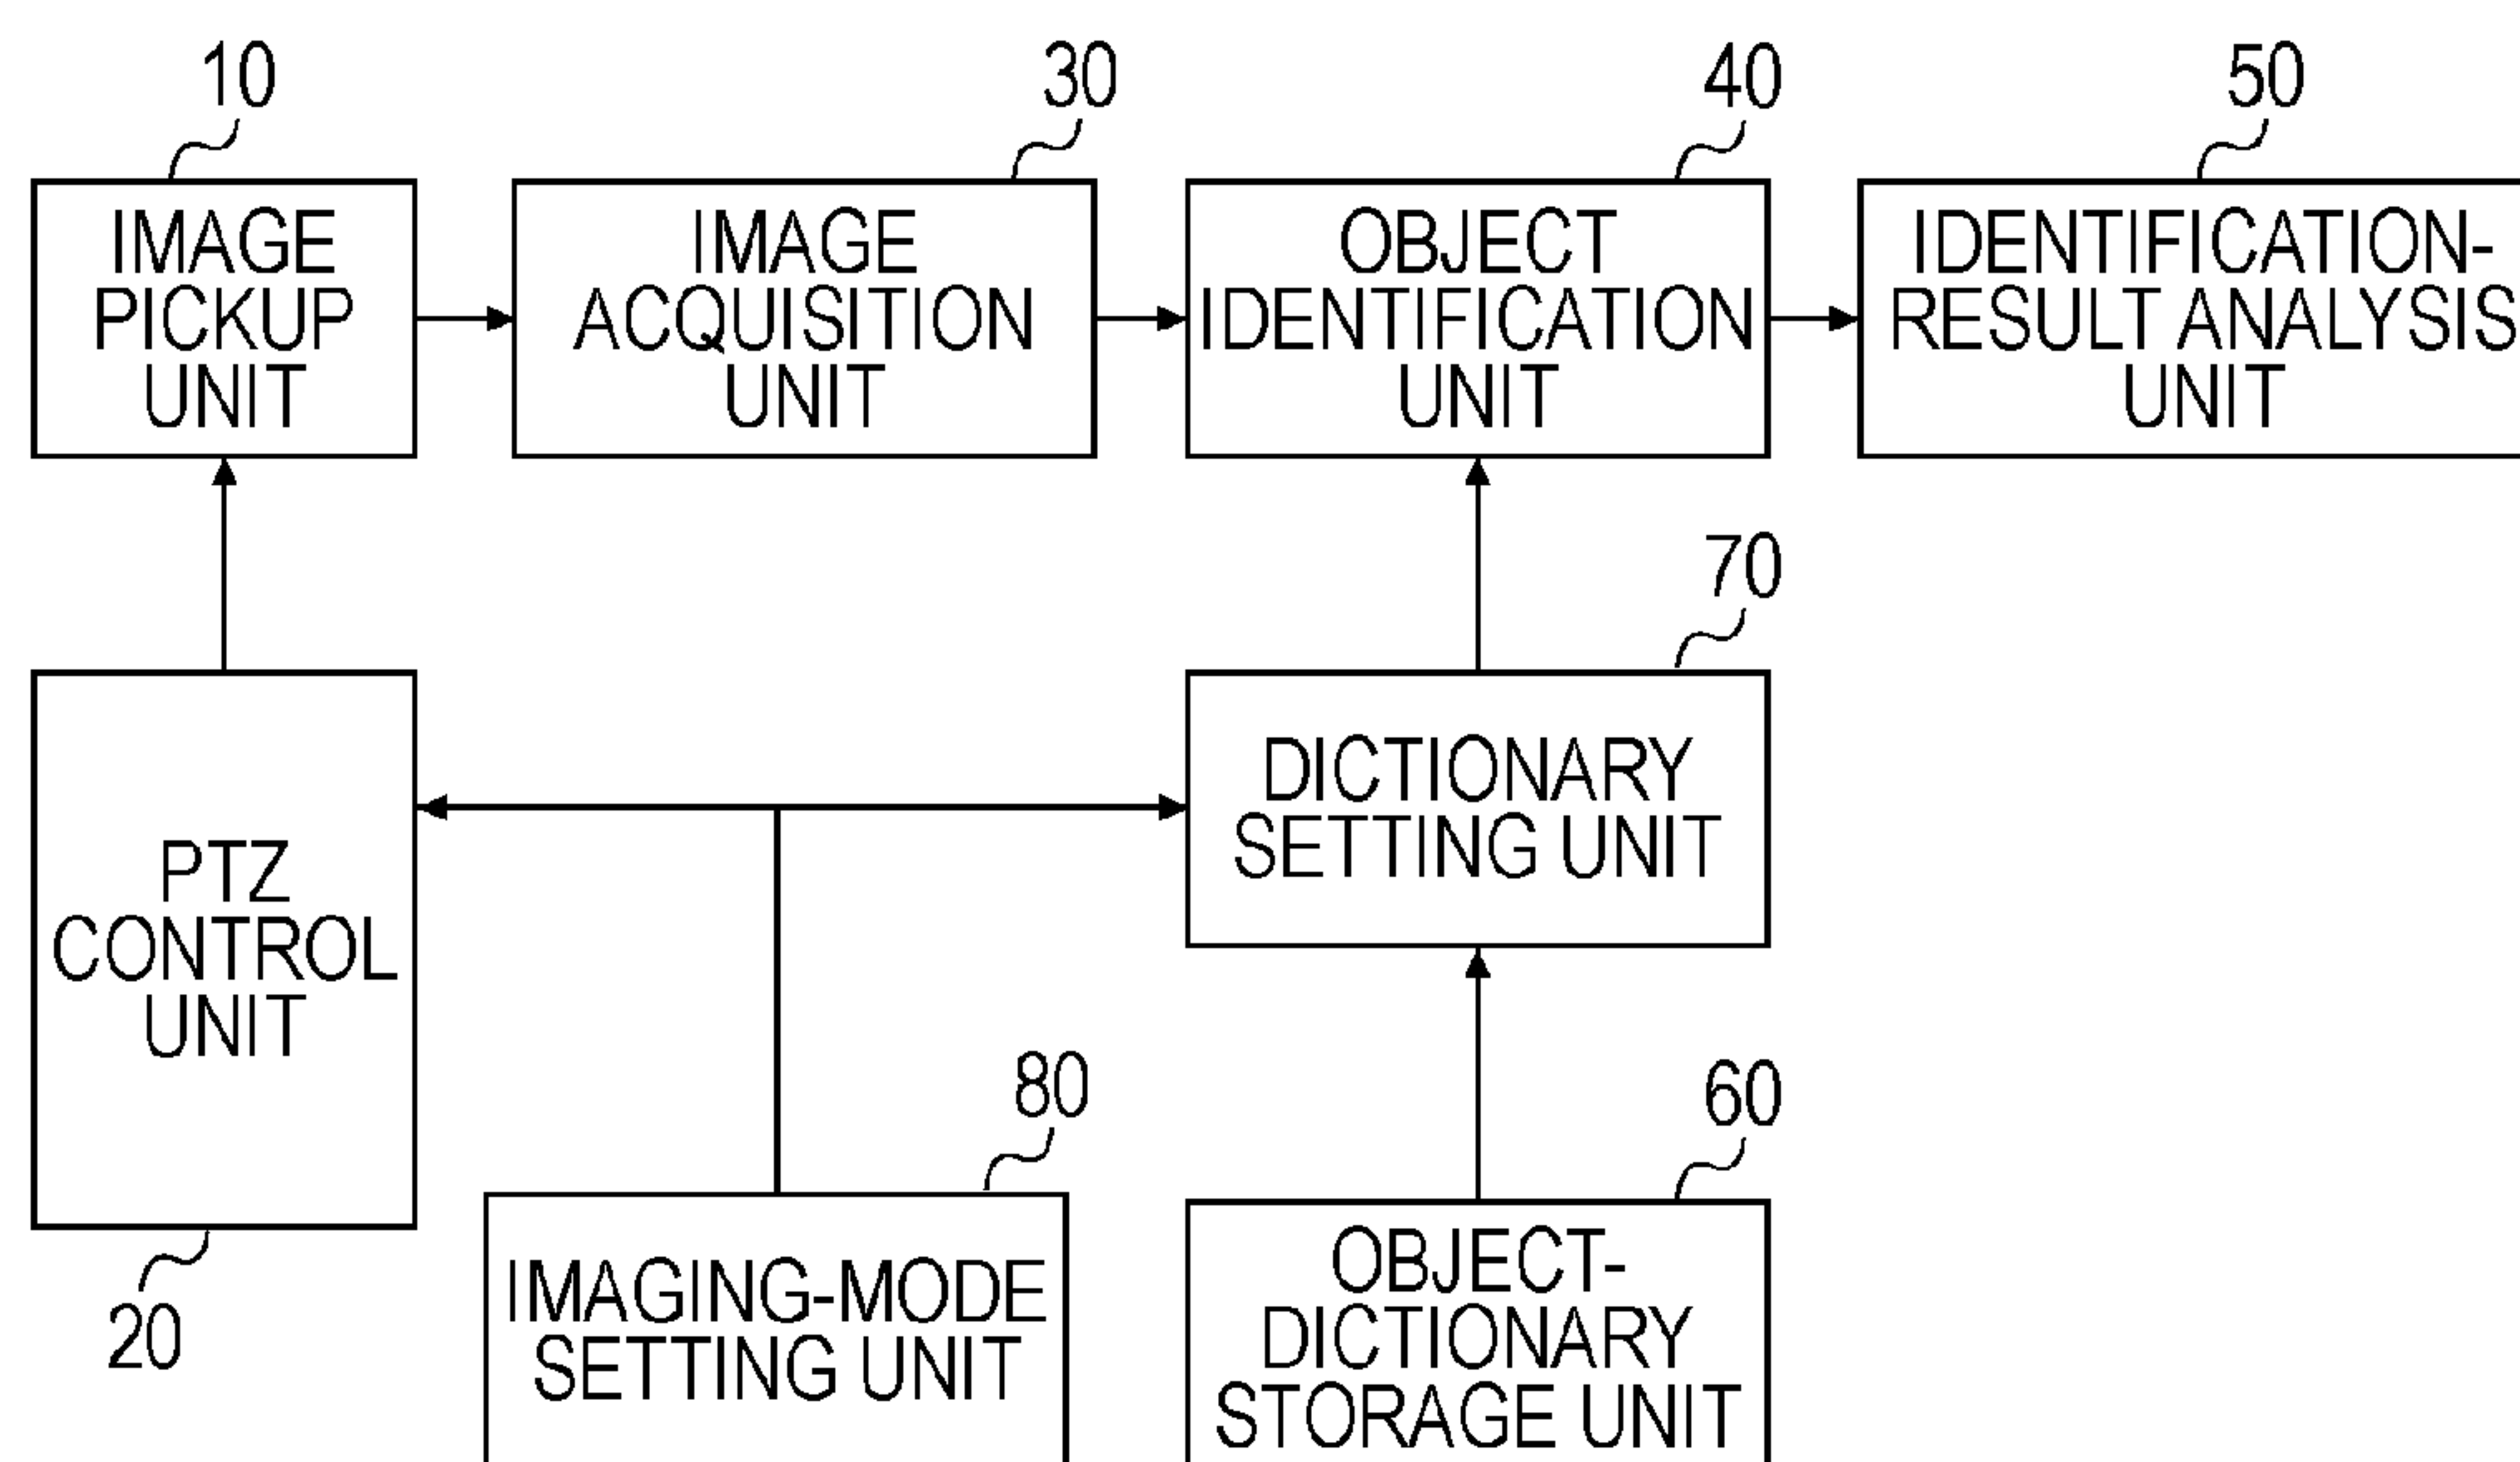 10
30
40
50
IMAGE
PICKUP
UNIT
IMAGE
ACQUISITION
UNIT
OBJECT
IDENTIFICATION
UNIT
IDENTIFICATION-
RESULT ANALYSIS
UNIT
70
PTZ
CONTROL
UNIT
DICTIONARY
SETTING UNIT
80
60
20
IMAGING-MODE
SETTING UNIT
OBJECT-
DICTIONARY
STORAGE UNIT